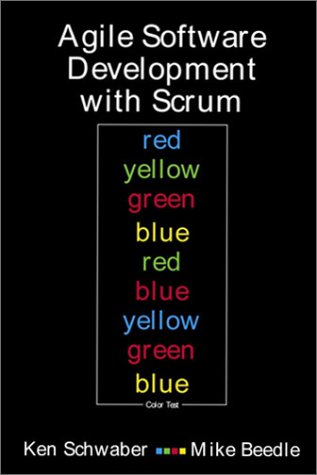 Agile Software
Development
with Scrum
red
yellow
green
blue
red
blue
yellow
green
blue
Color Test
Ken Schwaber Mike Beedle